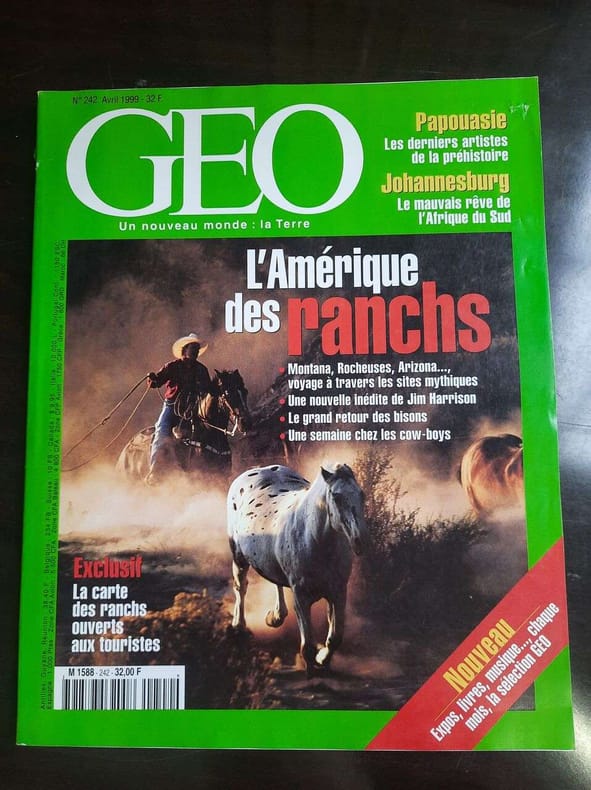 N° 242. Avril 1999 - 32 F.
GEO
Un nouveau monde : la Terre
Papouasie
Les derniers artistes
de la préhistoire
Johannesburg
Le mauvais rêve de
l'Afrique du Sud
L'Amérique
des ranchs
Montana, Rocheuses, Arizona...,
voyage à travers les sites mythiques
Une nouvelle inédite de Jim Harrison
Le grand retour des bisons
Une semaine chez les cow-boys
Exclusif
La carte
des ranchs
ouverts
aux touristes
M 1588 - 242 - 32,00 F
Nouveau
Expos, livres, musique..., chaque
mois, la sélection GEO